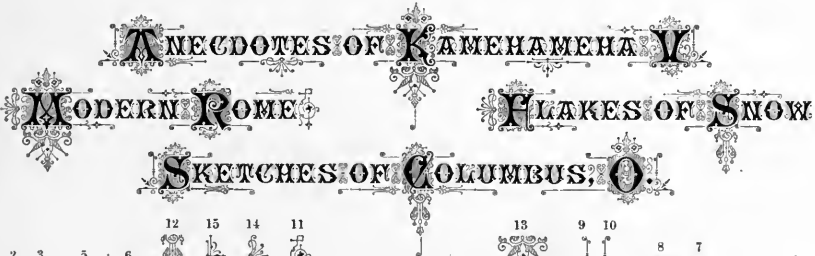 ANECDOTES OF KAMEHAMEHA V
MODERN ROME FLAKES OF SNOW
SKETCHES OF COLUMBUS, O.
12 15 14 11 13 9 10
2 3 5 6 8 7